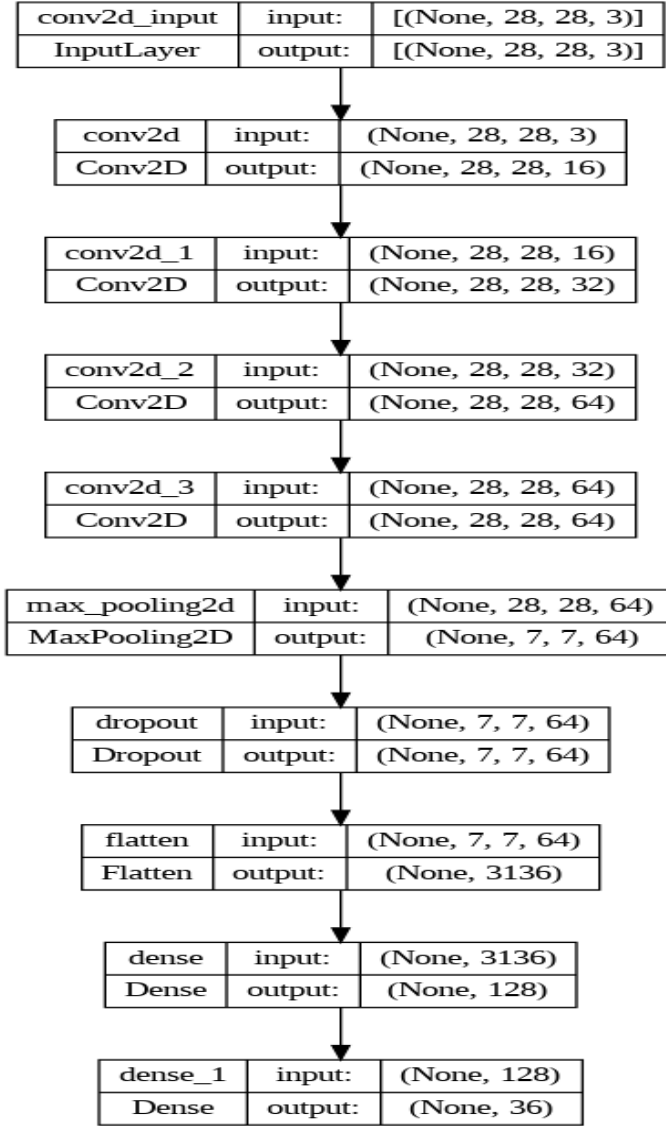 conv2d_input input: [(None, 28, 28, 3)]
InputLayer output: [(None, 28, 28, 3)]
conv2d input: (None, 28, 28, 3)
Conv2D output: (None, 28, 28, 16)
conv2d_1 input: (None, 28, 28, 16)
Conv2D output: (None, 28, 28, 32)
conv2d_2 input: (None, 28, 28, 32)
Conv2D output: (None, 28, 28, 64)
conv2d_3 input: (None, 28, 28, 64)
Conv2D output: (None, 28, 28, 64)
max_pooling2d input: (None, 28, 28, 64)
MaxPooling2D output: (None, 7, 7, 64)
dropout input: (None, 7, 7, 64)
Dropout output: (None, 7, 7, 64)
flatten input: (None, 7, 7, 64)
Flatten output: (None, 3136)
dense input: (None, 3136)
Dense output: (None, 128)
dense_1 input: (None, 128)
Dense output: (None, 36)